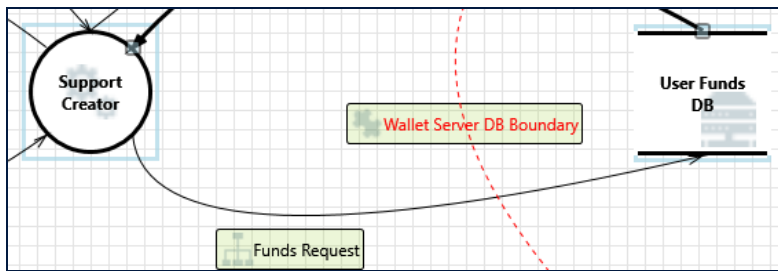 Support
Creator
User Funds
DB
Wallet Server DB Boundary
Funds Request